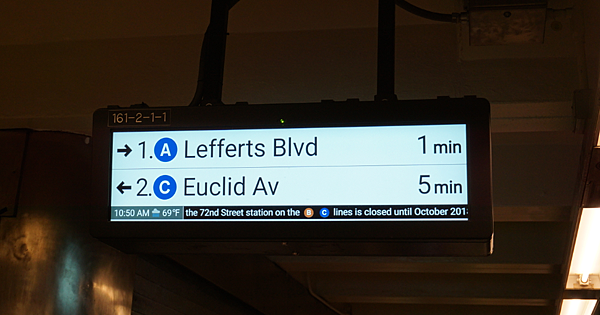 161-2-1-1
→ 1. A Lefferts Blvd 1 min
← 2. C Euclid Av 5 min
10:50 AM 69°F the 72nd Street station on the B C lines is closed until October 201